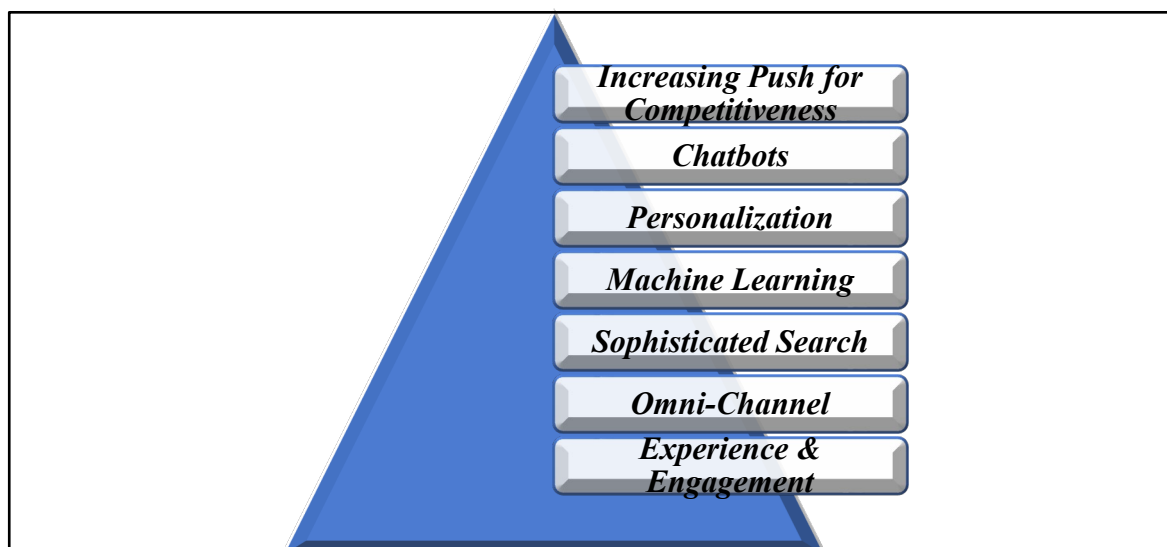 Increasing Push for
Competitiveness
Chatbots
Personalization
Machine Learning
Sophisticated Search
Omni-Channel
Experience &
Engagement